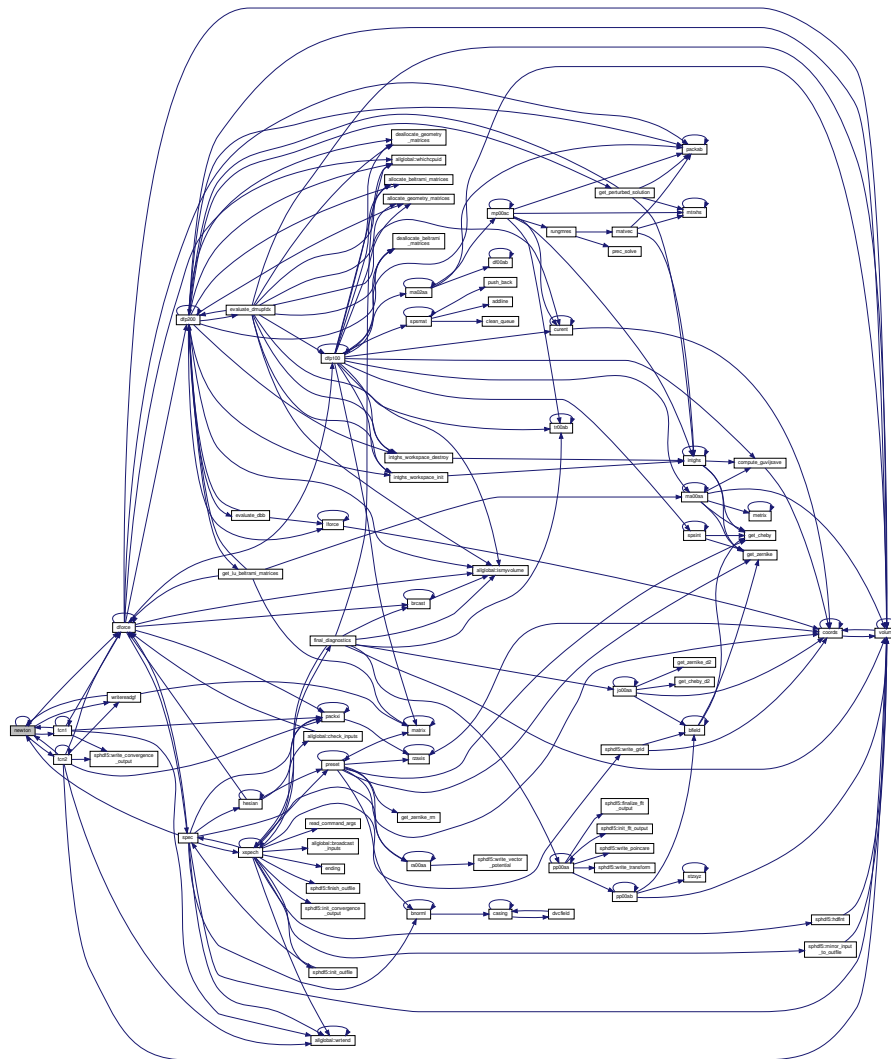 deallocate_geometry
_matrices
allglobal::whichcpuid
allocate_beltrami_matrices
allocate_geometry_matrices
deallocate_beltrami
_matrices
packab
get_perturbed_solution
mtrxhs
mp00ac
rungmres
matvec
prec_solve
df00ab
ma02aa
push_back
addline
spsmat
clean_queue
curent
evaluate_dmupfds
dfp200
dfp100
tr00ab
intghs_workspace_destroy
intghs_workspace_init
intghs
compute_guvijsave
ma00aa
metrix
evaluate_dbb
lforce
spsint
get_cheby
get_zernike
get_lu_beltrami_matrices
allglobal::ismyvolume
brcast
dforce
final_diagnostics
coords
volume
get_zernike_d2
get_cheby_d2
jo00aa
writereadgf
packxi
matrix
bfield
newton
fcn1
allglobal::check_inputs
sphdf5::write_grid
fcn2
sphdf5::write_convergence
_output
preset
rzaxis
hesian
get_zernike_rm
sphdf5::finalize_flt
_output
read_command_args
sphdf5::init_flt_output
spec
xspech
allglobal::broadcast
_inputs
sphdf5::write_poincare
ra00aa
sphdf5::write_vector
_potential
pp00aa
sphdf5::write_transform
ending
stzxyz
sphdf5::finish_outfile
pp00ab
sphdf5::init_convergence
_output
bnorml
casing
dvcfield
sphdf5::hdfint
sphdf5::mirror_input
_to_outfile
sphdf5::init_outfile
allglobal::wrtend